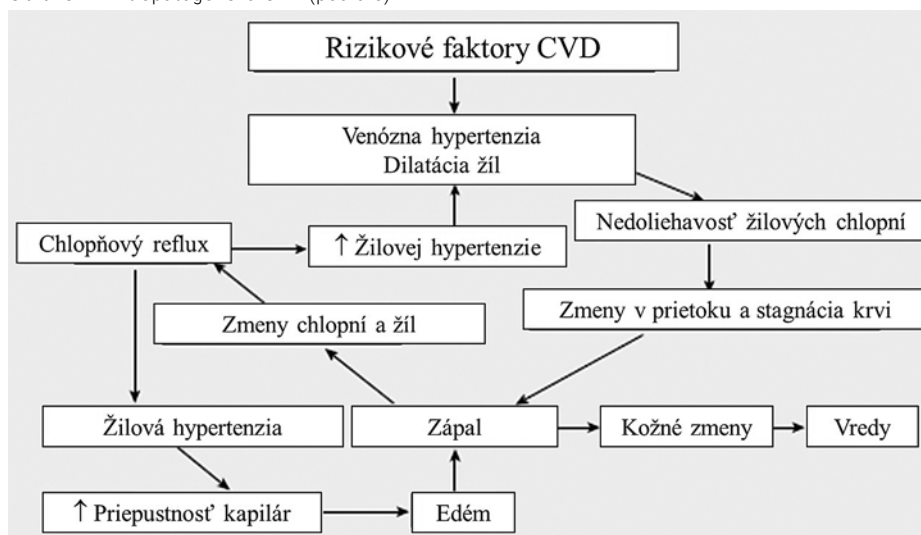 Rizikové faktory CVD
Venózna hypertenzia
Dilatácia žíl
Nedoliehavosť žilových chlopní
Chlopňový reflux
↑ Žilovej hypertenzie
Zmeny v prietoku a stagnácia krvi
Zmeny chlopní a žíl
Žilová hypertenzia
Zápal
Kožné zmeny
Vredy
↑ Priepustnosť kapilár
Edém